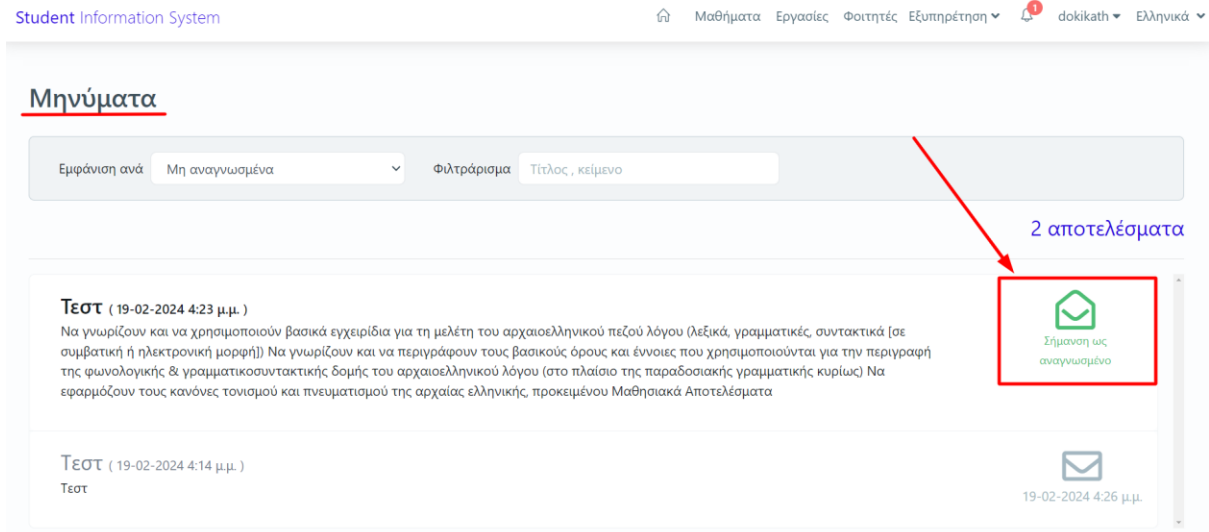 Student Information System
Μαθήματα Εργασίες Φοιτητές Εξυπηρέτηση 1 dokikath Ελληνικά
Μηνύματα
Εμφάνιση ανά Μη αναγνωσμένα Φιλτράρισμα Τίτλος , κείμενο
2 αποτελέσματα
Τεστ ( 19-02-2024 4:23 μ.μ. )
Να γνωρίζουν και να χρησιμοποιούν βασικά εγχειρίδια για τη μελέτη του αρχαιοελληνικού πεζού λόγου (λεξικά, γραμματικές, συντακτικά [σε
συμβατική ή ηλεκτρονική μορφή]) Να γνωρίζουν και να περιγράφουν τους βασικούς όρους και έννοιες που χρησιμοποιούνται για την περιγραφή
της φωνολογικής & γραμματικοσυντακτικής δομής του αρχαιοελληνικού λόγου (στο πλαίσιο της παραδοσιακής γραμματικής κυρίως) Να
εφαρμόζουν τους κανόνες τονισμού και πνευματισμού της αρχαίας ελληνικής, προκειμένου Μαθησιακά Αποτελέσματα
Σήμανση ως
αναγνωσμένο
Τεστ ( 19-02-2024 4:14 μ.μ. )
Τεστ
19-02-2024 4:26 μ.μ.